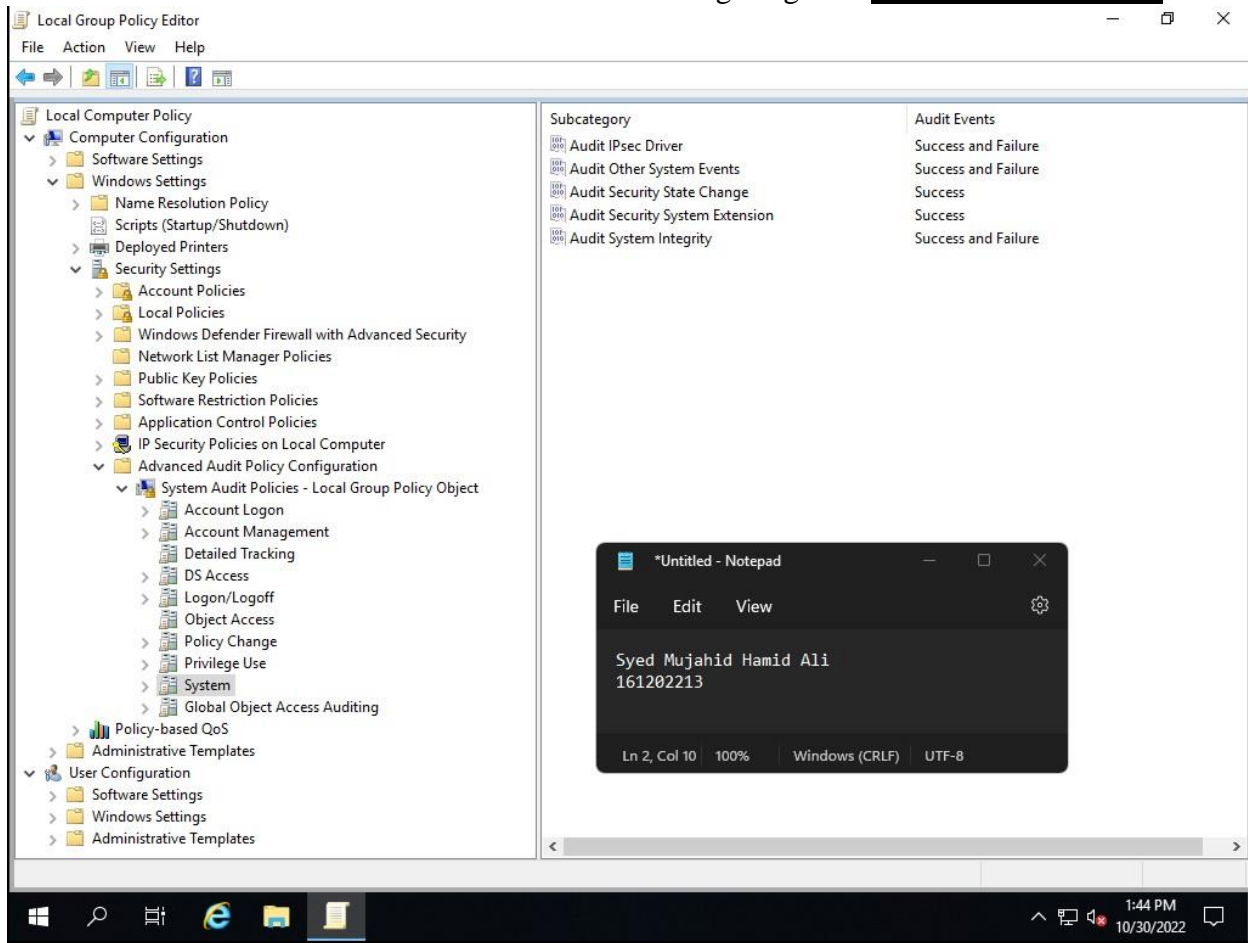 Local Group Policy Editor
File Action View Help
Local Computer Policy
Computer Configuration
Software Settings
Windows Settings
Name Resolution Policy
Scripts (Startup/Shutdown)
Deployed Printers
Security Settings
Account Policies
Local Policies
Windows Defender Firewall with Advanced Security
Network List Manager Policies
Public Key Policies
Software Restriction Policies
Application Control Policies
IP Security Policies on Local Computer
Advanced Audit Policy Configuration
System Audit Policies - Local Group Policy Object
Account Logon
Account Management
Detailed Tracking
DS Access
Logon/Logoff
Object Access
Policy Change
Privilege Use
System
Global Object Access Auditing
Policy-based QoS
Administrative Templates
User Configuration
Software Settings
Windows Settings
Administrative Templates
Subcategory Audit Events
Audit IPsec Driver Success and Failure
Audit Other System Events Success and Failure
Audit Security State Change Success
Audit Security System Extension Success
Audit System Integrity Success and Failure
*Untitled - Notepad
File Edit View
Syed Mujahid Hamid Ali
161202213
Ln 2, Col 10 100% Windows (CRLF) UTF-8
1:44 PM
10/30/2022